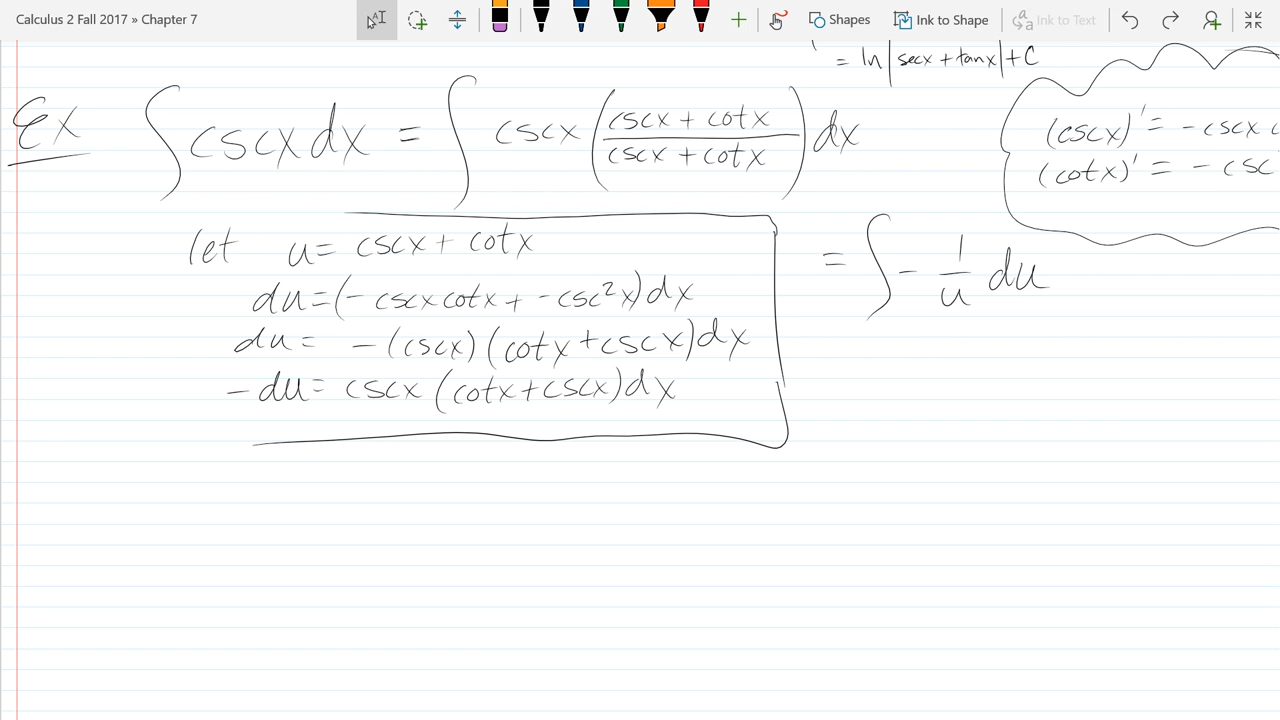 Calculus 2 Fall 2017 » Chapter 7
Shapes
Ink to Shape
Ink to Text
= ln|secx + tanx| + C
Ex ∫ cscx dx = ∫ cscx ((cscx + cotx)/(cscx + cotx)) dx
(cscx)' = - cscx c
(cotx)' = - csc
let u = cscx + cotx
du = (- cscx cotx + -csc²x) dx
du = - (cscx) (cotx + cscx) dx
- du = cscx (cotx + cscx) dx
= ∫ - 1/u du